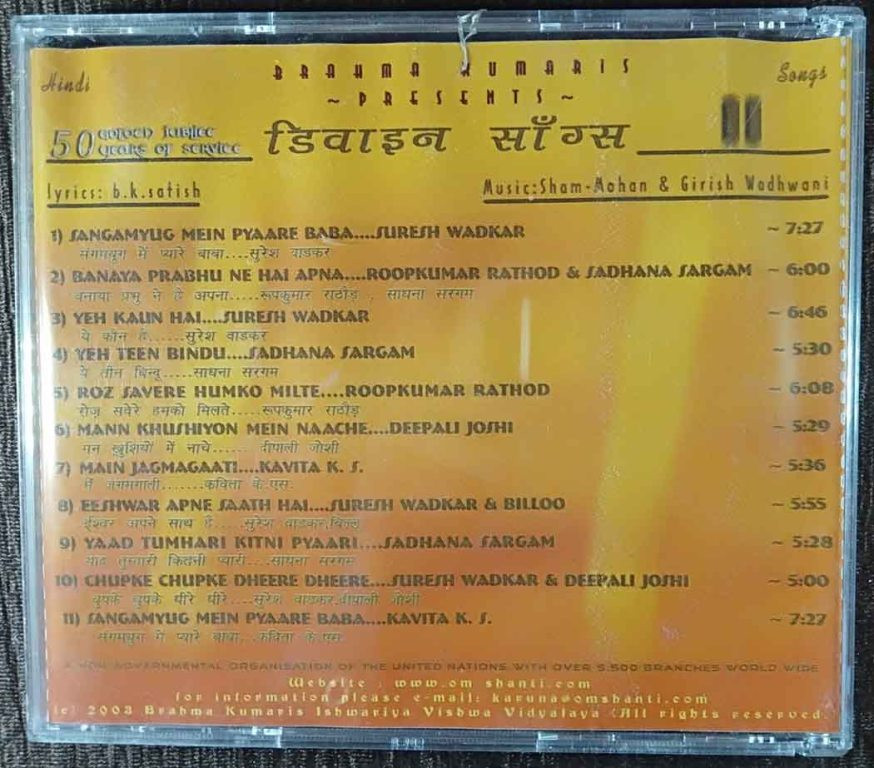 Hindi
BRAHMA KUMARIS
Songs
~PRESENTS~
50 GOLDEN JUBILEE YEARS OF SERVICE
डिवाइन साँग्स
11
lyrics: b.k.satish
Music:Sham-Mohan & Girish Wadhwani
1) SANGAMYUG MEIN PYAARE BABA....SURESH WADKAR ~ 7:27
संगमयुग में प्यारे बाबा....सुरेश वाडकर
2) BANAYA PRABHU NE HAI APNA....ROOPKUMAR RATHOD & SADHANA SARGAM ~ 6:00
बनाया प्रभु ने है अपना.....रूपकुमार राठौड़ , साधना सरगम
3) YEH KAUN HAI....SURESH WADKAR ~ 6:46
ये कौन है......सुरेश वाडकर
4) YEH TEEN BINDU....SADHANA SARGAM ~ 5:30
ये तीन बिन्दू.....साधना सरगम
5) ROZ SAVERE HUMKO MILTE....ROOPKUMAR RATHOD ~ 6:08
रोज़ सवेरे हमको मिलते.....रूपकुमार राठौड़
6) MANN KHUSHIYON MEIN NAACHE....DEEPALI JOSHI ~ 5:29
मन खुशियों में नाचे...... दीपाली जोशी
7) MAIN JAGMAGAATI....KAVITA K. S. ~ 5:36
में जगमगाती........कविता के.एस.
8) EESHWAR APNE SAATH HAI....SURESH WADKAR & BILLOO ~ 5:55
ईश्वर अपने साथ है.....सुरेश वाडकर,बिल्लू
9) YAAD TUMHARI KITNI PYAARI....SADHANA SARGAM ~ 5:28
याद तुम्हारी कितनी प्यारी....साधना सरगम
10) CHUPKE CHUPKE DHEERE DHEERE....SURESH WADKAR & DEEPALI JOSHI ~ 5:00
चुपके चुपके धीरे धीरे....सुरेश वाडकर,दीपाली जोशी
11) SANGAMYUG MEIN PYAARE BABA....KAVITA K. S. ~ 7:27
संगमयुग में प्यारे बाबा...कविता के.एस.
A NON GOVERNMENTAL ORGANISATION OF THE UNITED NATIONS WITH OVER 5,500 BRANCHES WORLD WIDE
Website : www.om shanti.com
for information please e-mail: karuna@omshanti.com
(c) 2003 Brahma Kumaris Ishwariya Vishwa Vidyalaya (All rights reserved.